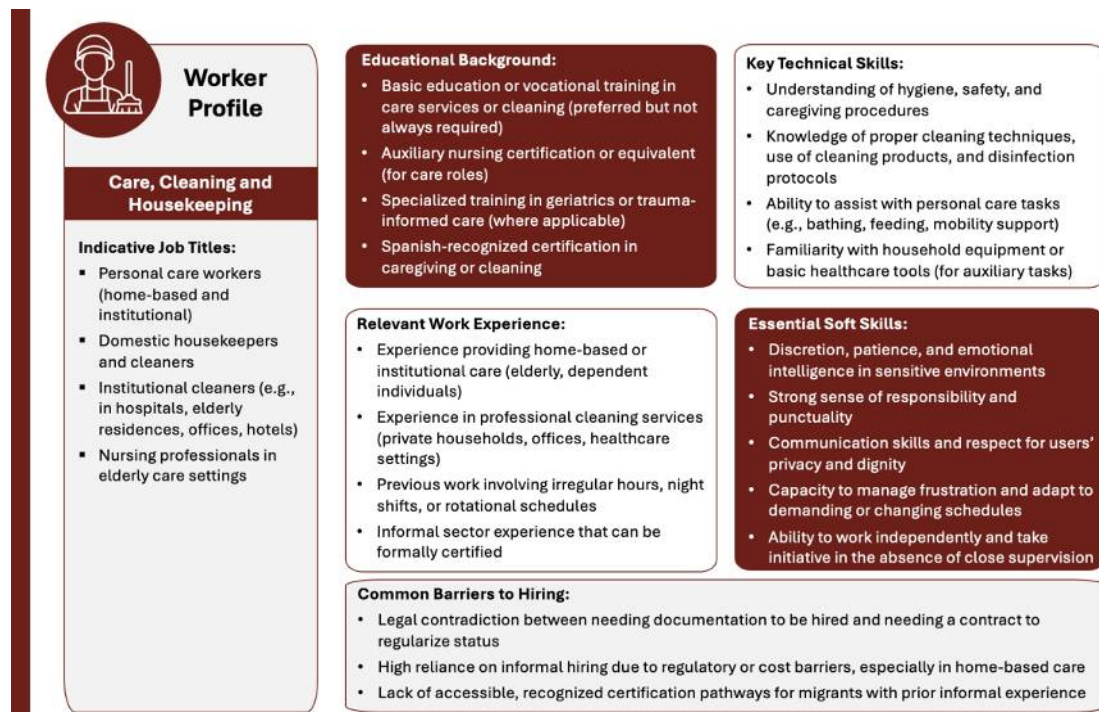 Worker
Profile
Care, Cleaning and
Housekeeping
Indicative Job Titles:
▪ Personal care workers
(home-based and
institutional)
▪ Domestic housekeepers
and cleaners
▪ Institutional cleaners (e.g.,
in hospitals, elderly
residences, offices, hotels)
▪ Nursing professionals in
elderly care settings
Educational Background:
• Basic education or vocational training in
care services or cleaning (preferred but not
always required)
• Auxiliary nursing certification or equivalent
(for care roles)
• Specialized training in geriatrics or trauma-
informed care (where applicable)
• Spanish-recognized certification in
caregiving or cleaning
Key Technical Skills:
• Understanding of hygiene, safety, and
caregiving procedures
• Knowledge of proper cleaning techniques,
use of cleaning products, and disinfection
protocols
• Ability to assist with personal care tasks
(e.g., bathing, feeding, mobility support)
• Familiarity with household equipment or
basic healthcare tools (for auxiliary tasks)
Relevant Work Experience:
• Experience providing home-based or
institutional care (elderly, dependent
individuals)
• Experience in professional cleaning services
(private households, offices, healthcare
settings)
• Previous work involving irregular hours, night
shifts, or rotational schedules
• Informal sector experience that can be
formally certified
Essential Soft Skills:
• Discretion, patience, and emotional
intelligence in sensitive environments
• Strong sense of responsibility and
punctuality
• Communication skills and respect for users'
privacy and dignity
• Capacity to manage frustration and adapt to
demanding or changing schedules
• Ability to work independently and take
initiative in the absence of close supervision
Common Barriers to Hiring:
• Legal contradiction between needing documentation to be hired and needing a contract to
regularize status
• High reliance on informal hiring due to regulatory or cost barriers, especially in home-based care
• Lack of accessible, recognized certification pathways for migrants with prior informal experience